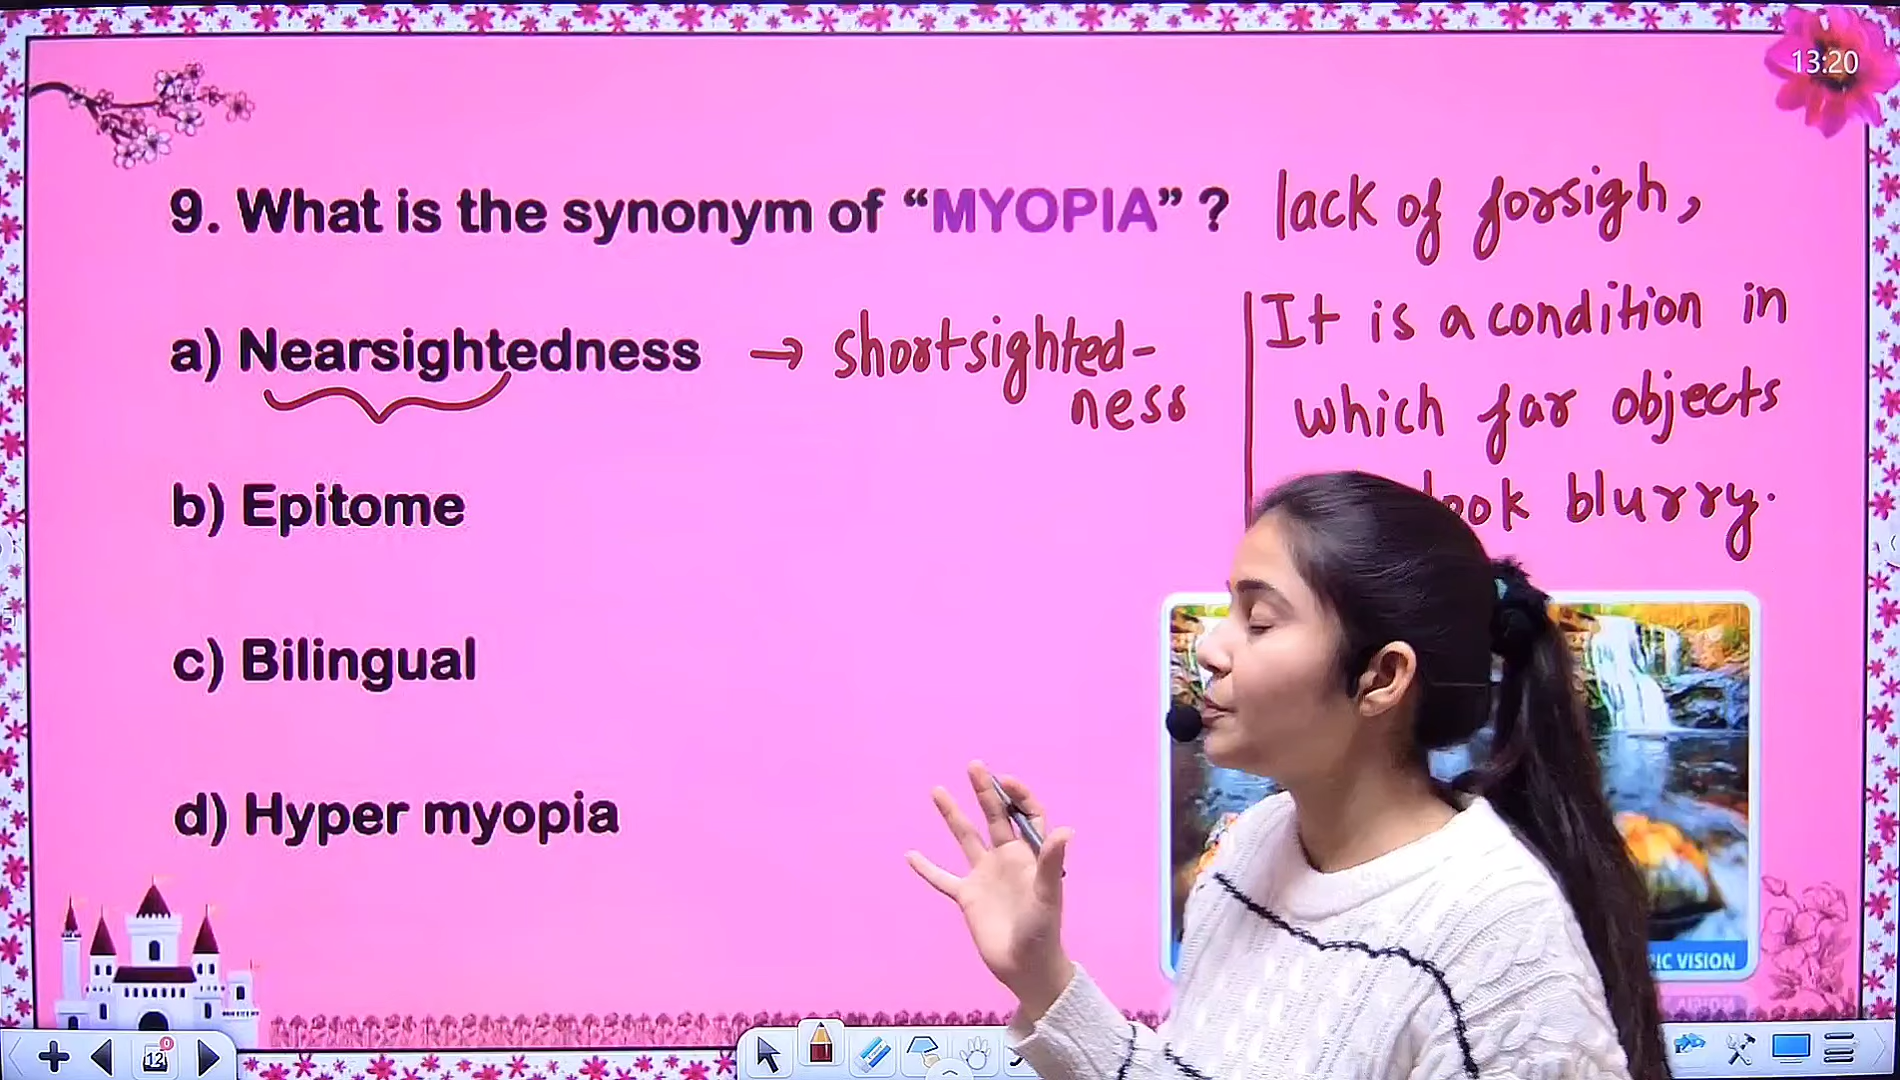 13:20
9. What is the synonym of “MYOPIA” ? lack of forsigh,
a) Nearsightedness → shortsighted-
ness
It is a condition in
which far objects
look blurry.
b) Epitome
c) Bilingual
d) Hyper myopia
VISION
12
0